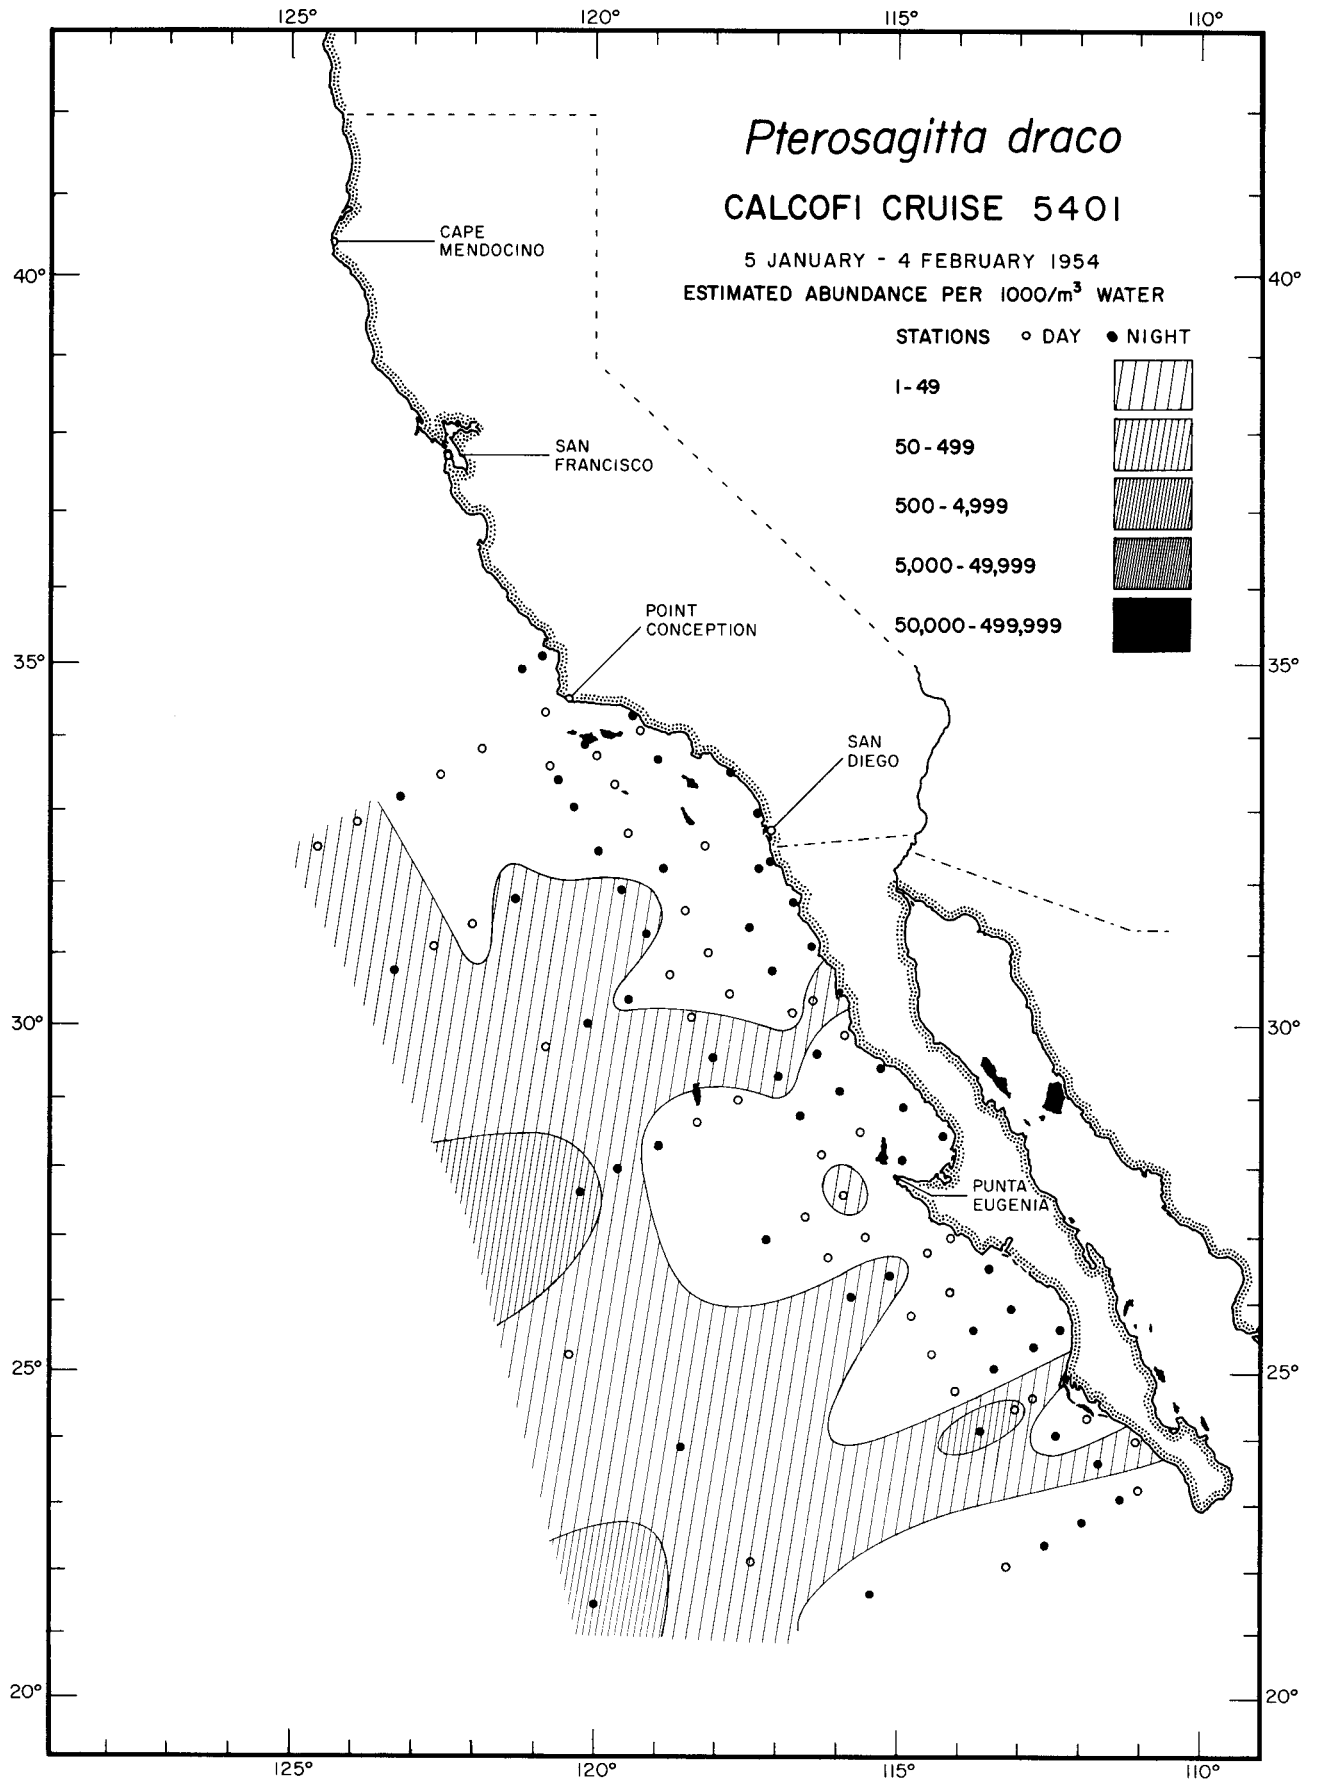 125° 120° 115° 110°
Pterosagitta draco
CALCOFI CRUISE 5401
5 JANUARY - 4 FEBRUARY 1954
ESTIMATED ABUNDANCE PER 1000/m³ WATER
STATIONS ○ DAY ● NIGHT
1-49
50-499
500-4,999
5,000-49,999
50,000-499,999
CAPE
MENDOCINO
40° 40°
SAN
FRANCISCO
POINT
CONCEPTION
35° 35°
SAN
DIEGO
30° 30°
PUNTA
EUGENIA
25° 25°
20° 20°
125° 120° 115° 110°